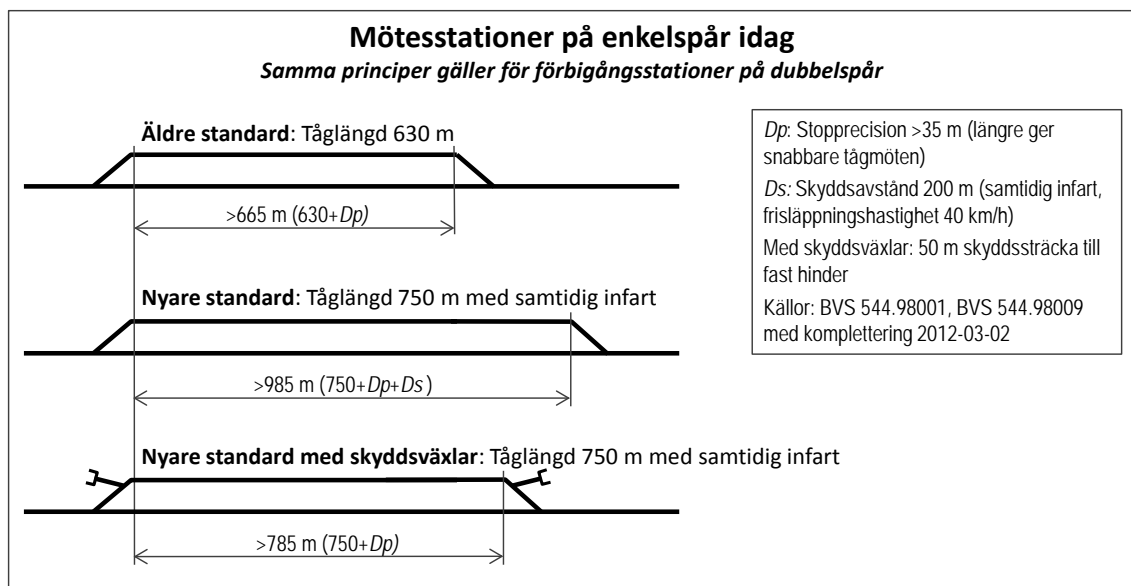 Mötesstationer på enkelspår idag
Samma principer gäller för förbigångsstationer på dubbelspår
Äldre standard: Tåglängd 630 m
>665 m (630+Dp)
Nyare standard: Tåglängd 750 m med samtidig infart
>985 m (750+Dp+Ds)
Nyare standard med skyddsväxlar: Tåglängd 750 m med samtidig infart
>785 m (750+Dp)
Dp: Stopprecision >35 m (längre ger
snabbare tågmöten)
Ds: Skyddsavstånd 200 m (samtidig infart,
frisläppningshastighet 40 km/h)
Med skyddsväxlar: 50 m skyddssträcka till
fast hinder
Källor: BVS 544.98001, BVS 544.98009
med komplettering 2012-03-02